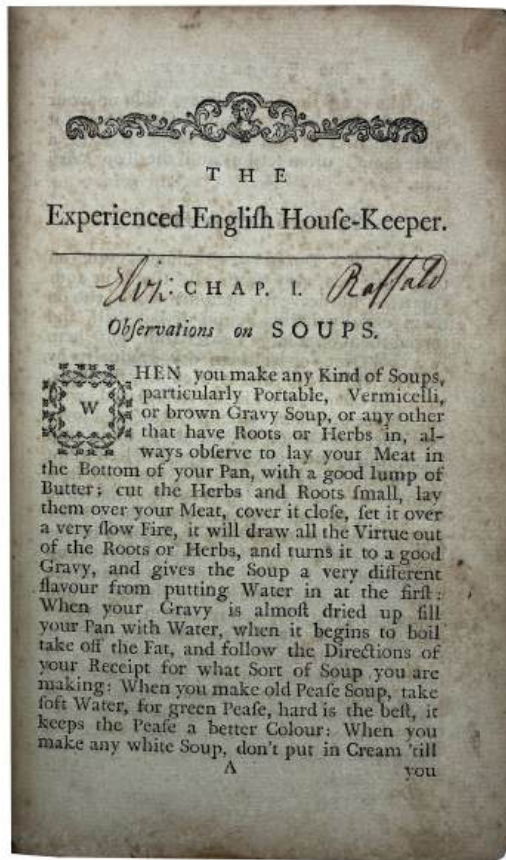 THE
Experienced Engliſh Houſe-Keeper.
Eliz: CHAP. I. Raffald
Obſervations on SOUPS.
WHEN you make any Kind of Soups,
particularly Portable, Vermicelli,
or brown Gravy Soup, or any other
that have Roots or Herbs in, al-
ways obſerve to lay your Meat in
the Bottom of your Pan, with a good lump of
Butter; cut the Herbs and Roots ſmall, lay
them over your Meat, cover it cloſe, ſet it over
a very ſlow Fire, it will draw all the Virtue out
of the Roots or Herbs, and turns it to a good
Gravy, and gives the Soup a very different
flavour from putting Water in at the firſt:
When your Gravy is almoſt dried up fill
your Pan with Water, when it begins to boil
take off the Fat, and follow the Directions of
your Receipt for what Sort of Soup you are
making: When you make old Peaſe Soup, take
ſoft Water, for green Peaſe, hard is the beſt, it
keeps the Peaſe a better Colour: When you
make any white Soup, don't put in Cream 'till
A you